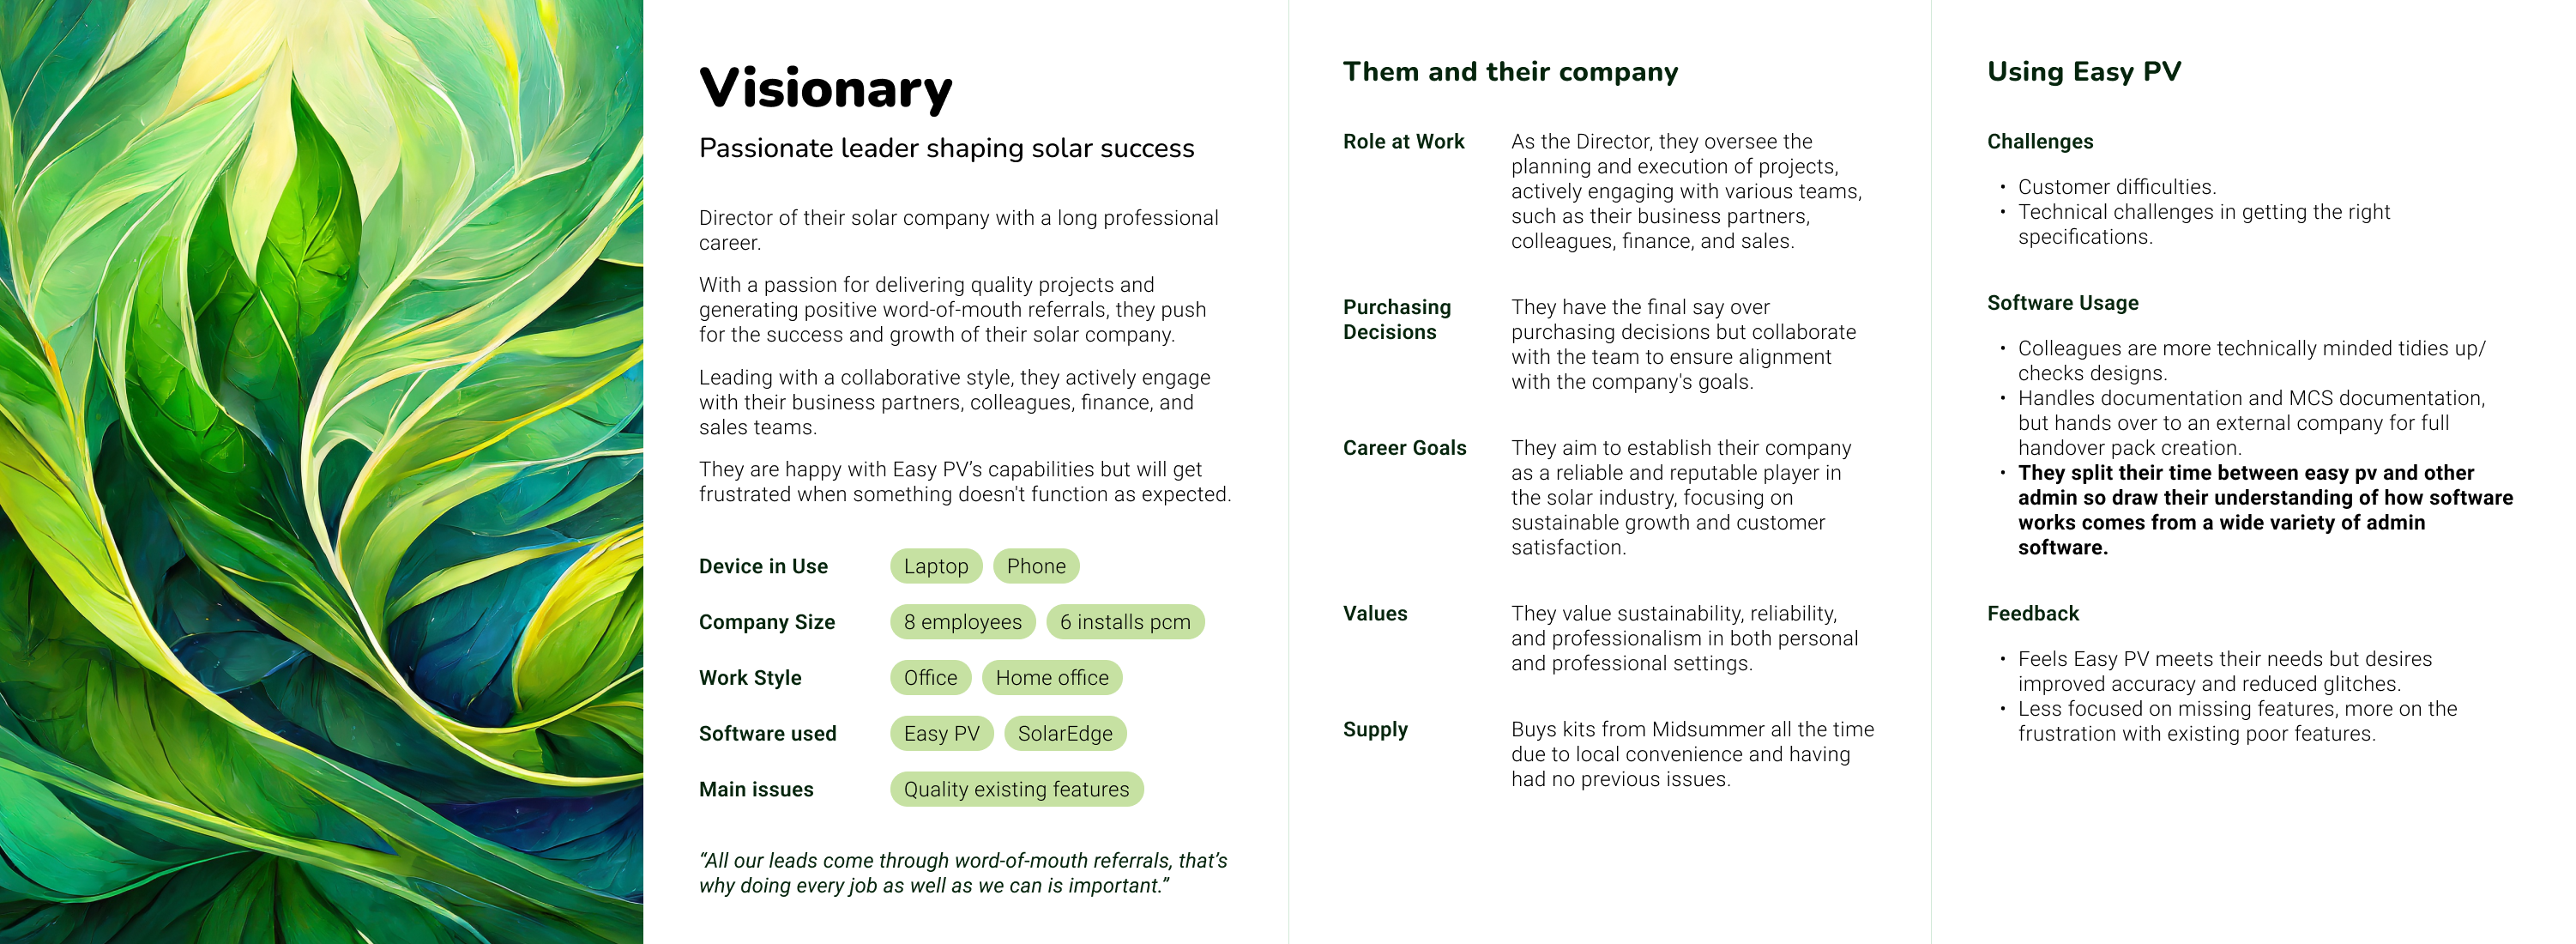 Visionary
Passionate leader shaping solar success
Director of their solar company with a long professional
career.
With a passion for delivering quality projects and
generating positive word-of-mouth referrals, they push
for the success and growth of their solar company.
Leading with a collaborative style, they actively engage
with their business partners, colleagues, finance, and
sales teams.
They are happy with Easy PV’s capabilities but will get
frustrated when something doesn't function as expected.
Device in Use Laptop Phone
Company Size 8 employees 6 installs pcm
Work Style Office Home office
Software used Easy PV SolarEdge
Main issues Quality existing features
“All our leads come through word-of-mouth referrals, that’s
why doing every job as well as we can is important.”
Them and their company
Role at Work
As the Director, they oversee the
planning and execution of projects,
actively engaging with various teams,
such as their business partners,
colleagues, finance, and sales.
Purchasing
Decisions
They have the final say over
purchasing decisions but collaborate
with the team to ensure alignment
with the company's goals.
Career Goals
They aim to establish their company
as a reliable and reputable player in
the solar industry, focusing on
sustainable growth and customer
satisfaction.
Values
They value sustainability, reliability,
and professionalism in both personal
and professional settings.
Supply
Buys kits from Midsummer all the time
due to local convenience and having
had no previous issues.
Using Easy PV
Challenges
• Customer difficulties.
• Technical challenges in getting the right
specifications.
Software Usage
• Colleagues are more technically minded tidies up/
checks designs.
• Handles documentation and MCS documentation,
but hands over to an external company for full
handover pack creation.
• They split their time between easy pv and other
admin so draw their understanding of how software
works comes from a wide variety of admin
software.
Feedback
• Feels Easy PV meets their needs but desires
improved accuracy and reduced glitches.
• Less focused on missing features, more on the
frustration with existing poor features.